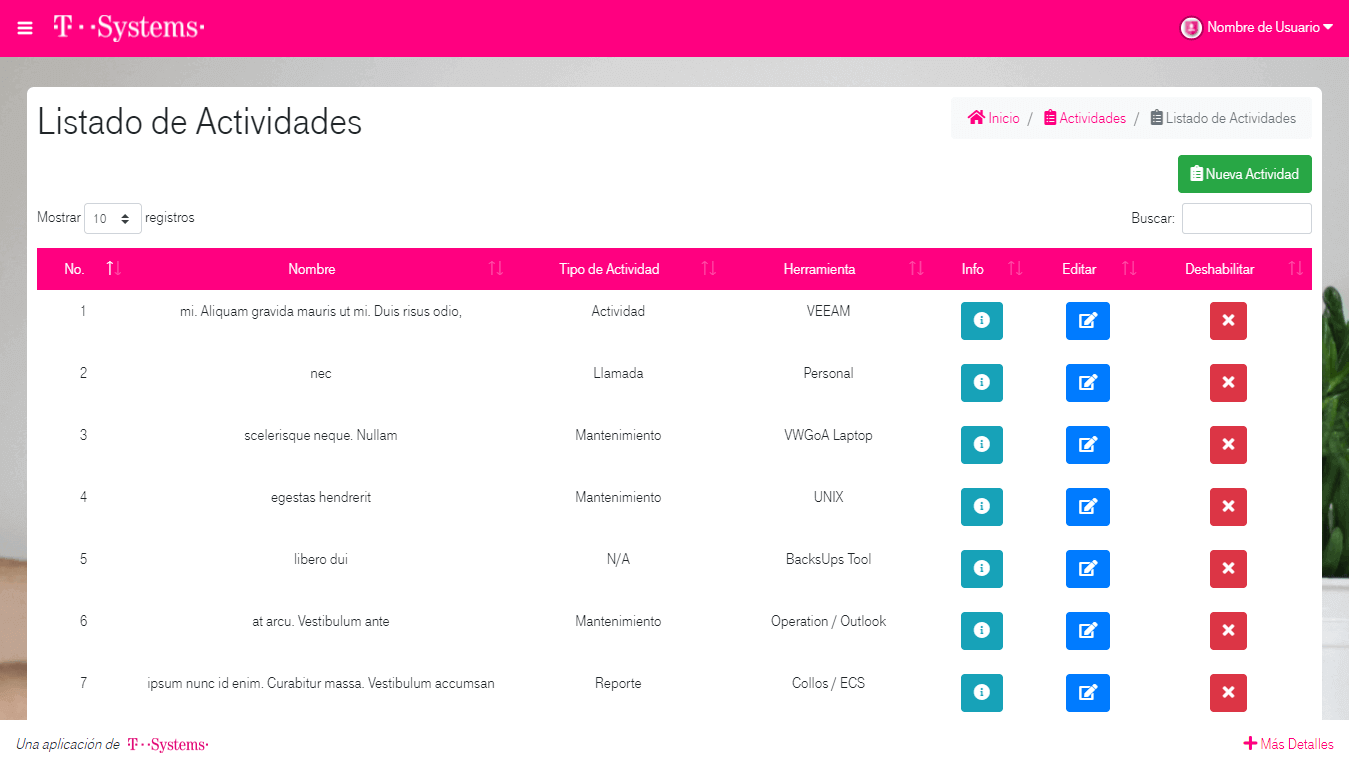 T··Systems·
Nombre de Usuario
Listado de Actividades
Inicio / Actividades / Listado de Actividades
Nueva Actividad
Mostrar 10 registros
Buscar:
No. Nombre Tipo de Actividad Herramienta Info Editar Deshabilitar
1 mi. Aliquam gravida mauris ut mi. Duis risus odio, Actividad VEEAM
2 nec Llamada Personal
3 scelerisque neque. Nullam Mantenimiento VWGoA Laptop
4 egestas hendrerit Mantenimiento UNIX
5 libero dui N/A BacksUps Tool
6 at arcu. Vestibulum ante Mantenimiento Operation / Outlook
7 ipsum nunc id enim. Curabitur massa. Vestibulum accumsan Reporte Collos / ECS
Una aplicación de T··Systems·
Más Detalles